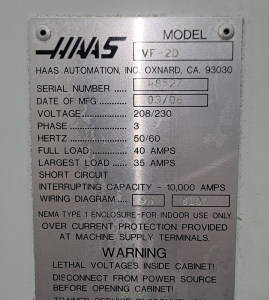 HAAS MODEL VF-2D
HAAS AUTOMATION, INC. OXNARD, CA. 93030
SERIAL NUMBER 48527
DATE OF MFG 03/06
VOLTAGE 208/230
PHASE 3
HERTZ 50/60
FULL LOAD 40 AMPS
LARGEST LOAD 35 AMPS
SHORT CIRCUIT
INTERRUPTING CAPACITY - 10,000 AMPS
WIRING DIAGRAM
NEMA TYPE 1 ENCLOSURE-FOR INDOOR USE ONLY
OVER CURRENT PROTECTION PROVIDED
AT MACHINE SUPPLY TERMINALS.
WARNING
LETHAL VOLTAGES INSIDE CABINET!
DISCONNECT FROM POWER SOURCE
BEFORE OPENING CABINET!